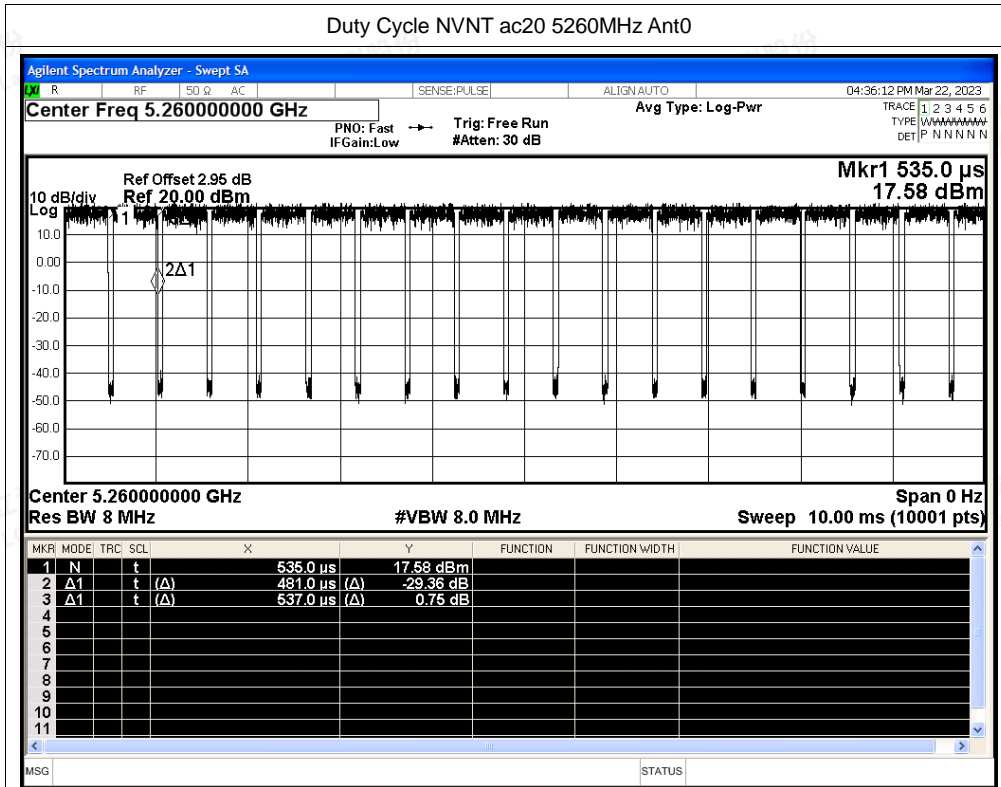 Duty Cycle NVNT ac20 5260MHz Ant0
Agilent Spectrum Analyzer - Swept SA
LXI R RF 50 Ω AC SENSE:PULSE ALIGN AUTO 04:36:12 PM Mar 22, 2023
Center Freq 5.260000000 GHz Avg Type: Log-Pwr TRACE 1 2 3 4 5 6
PNO: Fast Trig: Free Run TYPE WWWWWW
IFGain:Low #Atten: 30 dB DET P N N N N N
Mkr1 535.0 µs
Ref Offset 2.95 dB
10 dB/div Ref 20.00 dBm 17.58 dBm
Log
1
10.0
0.00
2Δ1
-10.0
-20.0
-30.0
-40.0
-50.0
-60.0
-70.0
Center 5.260000000 GHz Span 0 Hz
Res BW 8 MHz #VBW 8.0 MHz Sweep 10.00 ms (10001 pts)
MKR MODE TRC SCL X Y FUNCTION FUNCTION WIDTH FUNCTION VALUE
1 N t 535.0 µs 17.58 dBm
2 Δ1 t (Δ) 481.0 µs (Δ) -29.36 dB
3 Δ1 t (Δ) 537.0 µs (Δ) 0.75 dB
4
5
6
7
8
9
10
11
MSG STATUS